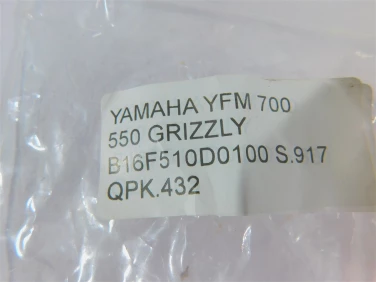 YAMAHA YFM 700
550 GRIZZLY
B16F510D0100 S.917
QPK.432